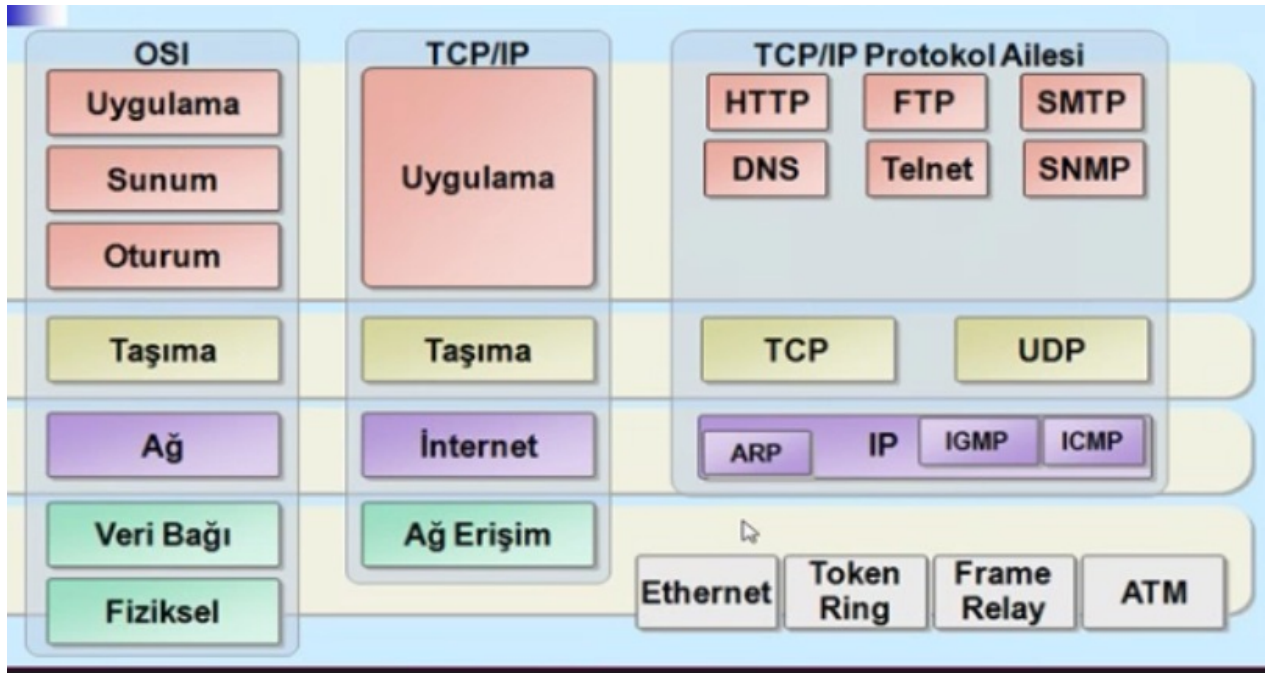 OSI
Uygulama
Sunum
Oturum
Taşıma
Ağ
Veri Bağı
Fiziksel
TCP/IP
Uygulama
Taşıma
İnternet
Ağ Erişim
TCP/IP Protokol Ailesi
HTTP
FTP
SMTP
DNS
Telnet
SNMP
TCP
UDP
ARP
IP
IGMP
ICMP
Ethernet
Token
Ring
Frame
Relay
ATM